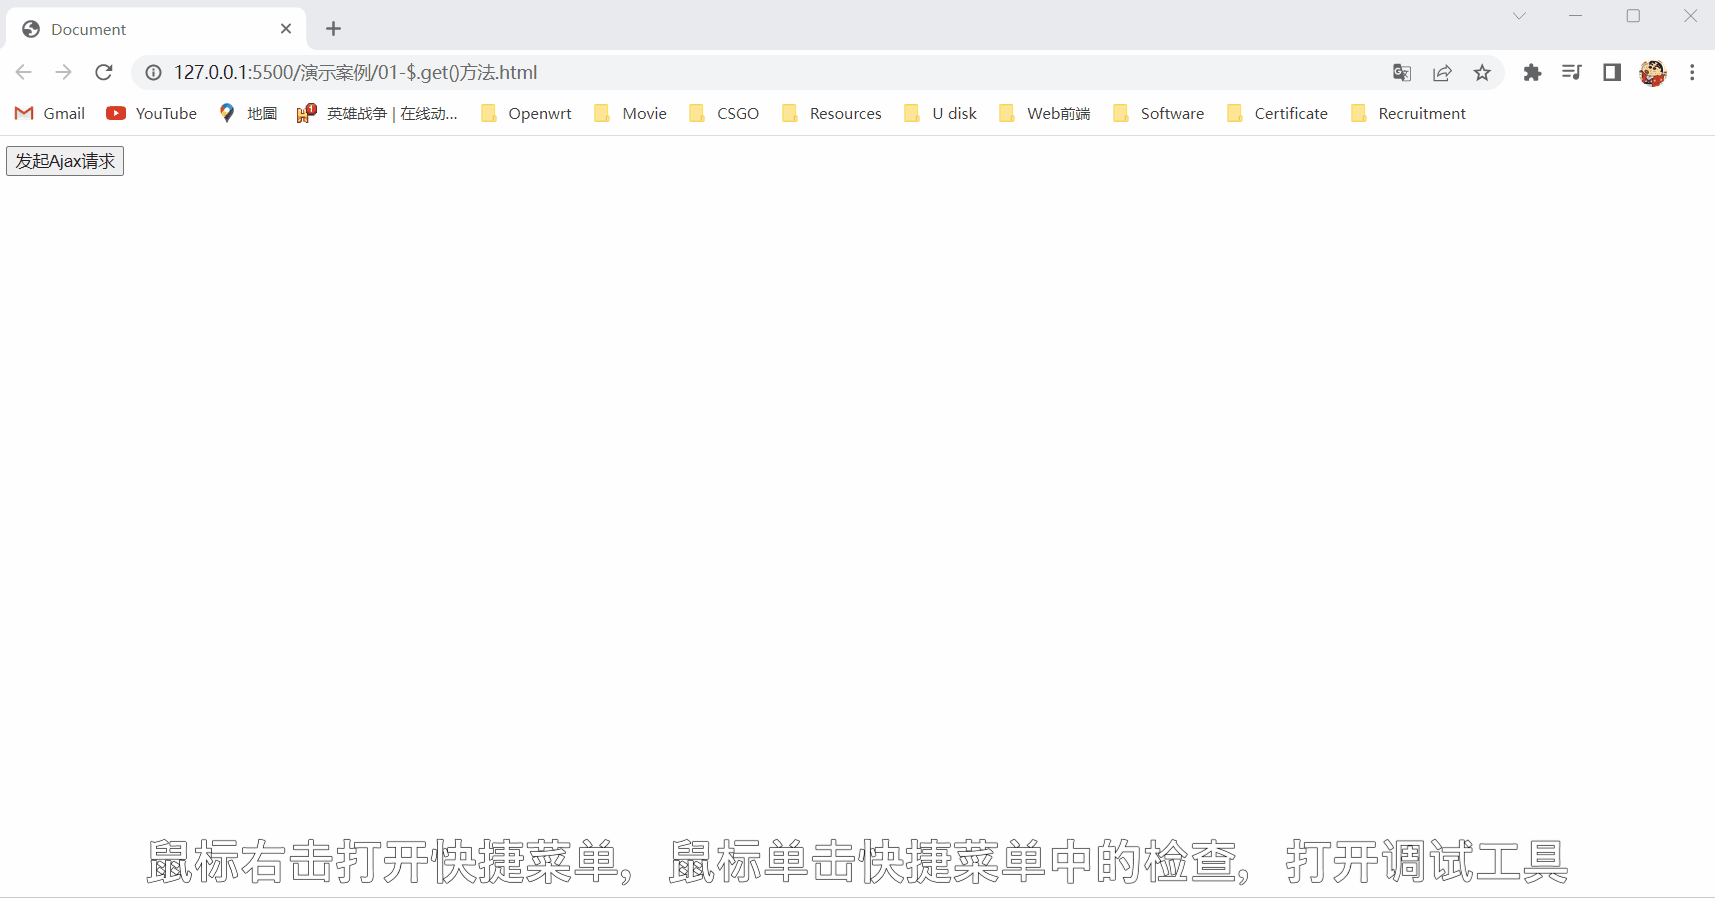 Document
127.0.0.1:5500/演示案例/01-$.get()方法.html
Gmail YouTube 地圖 英雄战争 | 在线动... Openwrt Movie CSGO Resources U disk Web前端 Software Certificate Recruitment
发起Ajax请求
鼠标右击打开快捷菜单, 鼠标单击快捷菜单中的检查, 打开调试工具